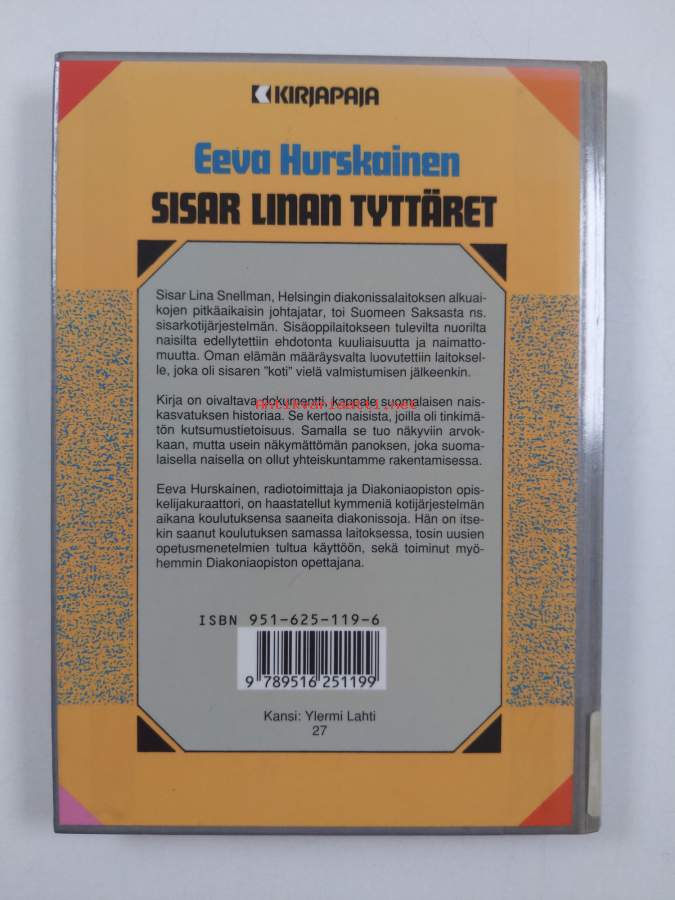 KIRJAPAJA
Eeva Hurskainen
SISAR LINAN TYTTÄRET
Sisar Lina Snellman, Helsingin diakonissalaitoksen alkuai-
kojen pitkäaikaisin johtajatar, toi Suomeen Saksasta ns.
sisarkotijärjestelmän. Sisäoppilaitokseen tulevilta nuorilta
naisilta edellytettiin ehdotonta kuuliaisuutta ja naimatto-
muutta. Oman elämän määräysvalta luovutettiin laitoksel-
le, joka oli sisaren "koti" vielä valmistumisen jälkeenkin.
Kirja on oivaltava dokumentti, kappale suomalaisen nais-
Antikvariaatti.net
kasvatuksen historiaa. Se kertoo naisista, joilla oli tinkimä-
tön kutsumustietoisuus. Samalla se tuo näkyviin arvok-
kaan, mutta usein näkymättömän panoksen, joka suoma-
laisella naisella on ollut yhteiskuntamme rakentamisessa.
Eeva Hurskainen, radiotoimittaja ja Diakoniaopiston opis-
kelijakuraattori, on haastatellut kymmeniä kotijärjestelmän
aikana koulutuksensa saaneita diakonissoja. Hän on itse-
kin saanut koulutuksen samassa laitoksessa, tosin uusien
opetusmenetelmien tultua käyttöön, sekä toiminut myö-
hemmin Diakoniaopiston opettajana.
ISBN 951-625-119-6
9 789516 251199
Kansi: Ylermi Lahti
27